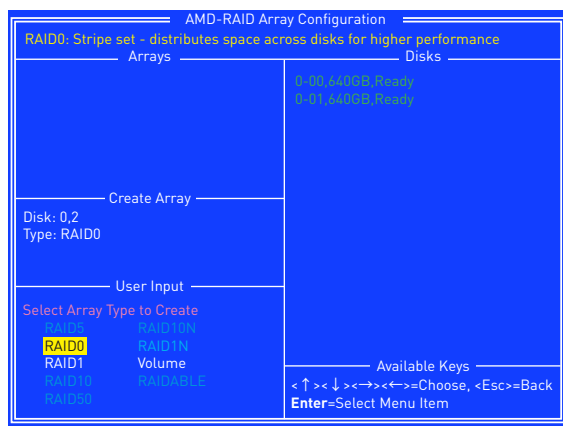 AMD-RAID Array Configuration
RAID0: Stripe set - distributes space across disks for higher performance
Arrays
Disks
0-00,640GB,Ready
0-01,640GB,Ready
Create Array
Disk: 0,2
Type: RAID0
User Input
Select Array Type to Create
RAID5 RAID10N
RAID0 RAID1N
RAID1 Volume
RAID10 RAIDABLE
RAID50
Available Keys
<↑><↓><→><←>=Choose, <Esc>=Back
Enter=Select Menu Item